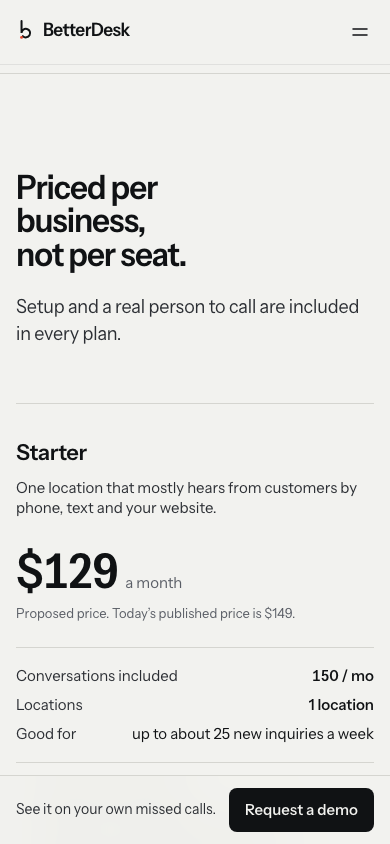 BetterDesk
Priced per
business,
not per seat.
Setup and a real person to call are included
in every plan.
Starter
One location that mostly hears from customers by
phone, text and your website.
$129 a month
Proposed price. Today's published price is $149.
Conversations included 150 / mo
Locations 1 location
Good for up to about 25 new inquiries a week
See it on your own missed calls. Request a demo